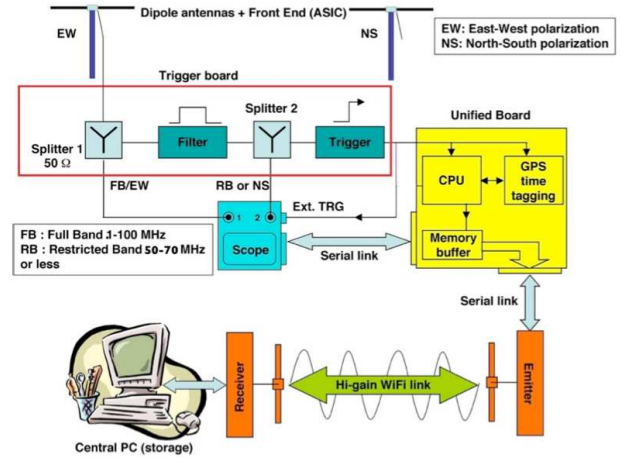 Dipole antennas + Front End (ASIC)
EW
NS
EW: East-West polarization
NS: North-South polarization
Trigger board
Splitter 1
50 Ω
Filter
Splitter 2
Trigger
Unified Board
CPU
GPS
time
tagging
Memory
buffer
FB/EW
RB or NS
Ext. TRG
1
2
Scope
FB : Full Band 1-100 MHz
RB : Restricted Band 50-70 MHz
or less
Serial link
Serial link
Receiver
Hi-gain WiFi link
Emitter
Central PC (storage)